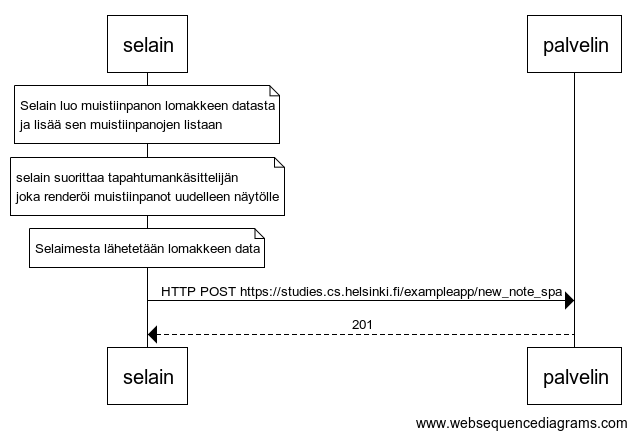 selain
palvelin
Selain luo muistiinpanon lomakkeen datasta
ja lisää sen muistiinpanojen listaan
selain suorittaa tapahtumankäsittelijän
joka renderöi muistiinpanot uudelleen näytölle
Selaimesta lähetetään lomakkeen data
HTTP POST https://studies.cs.helsinki.fi/exampleapp/new_note_spa
201
selain
palvelin
www.websequencediagrams.com